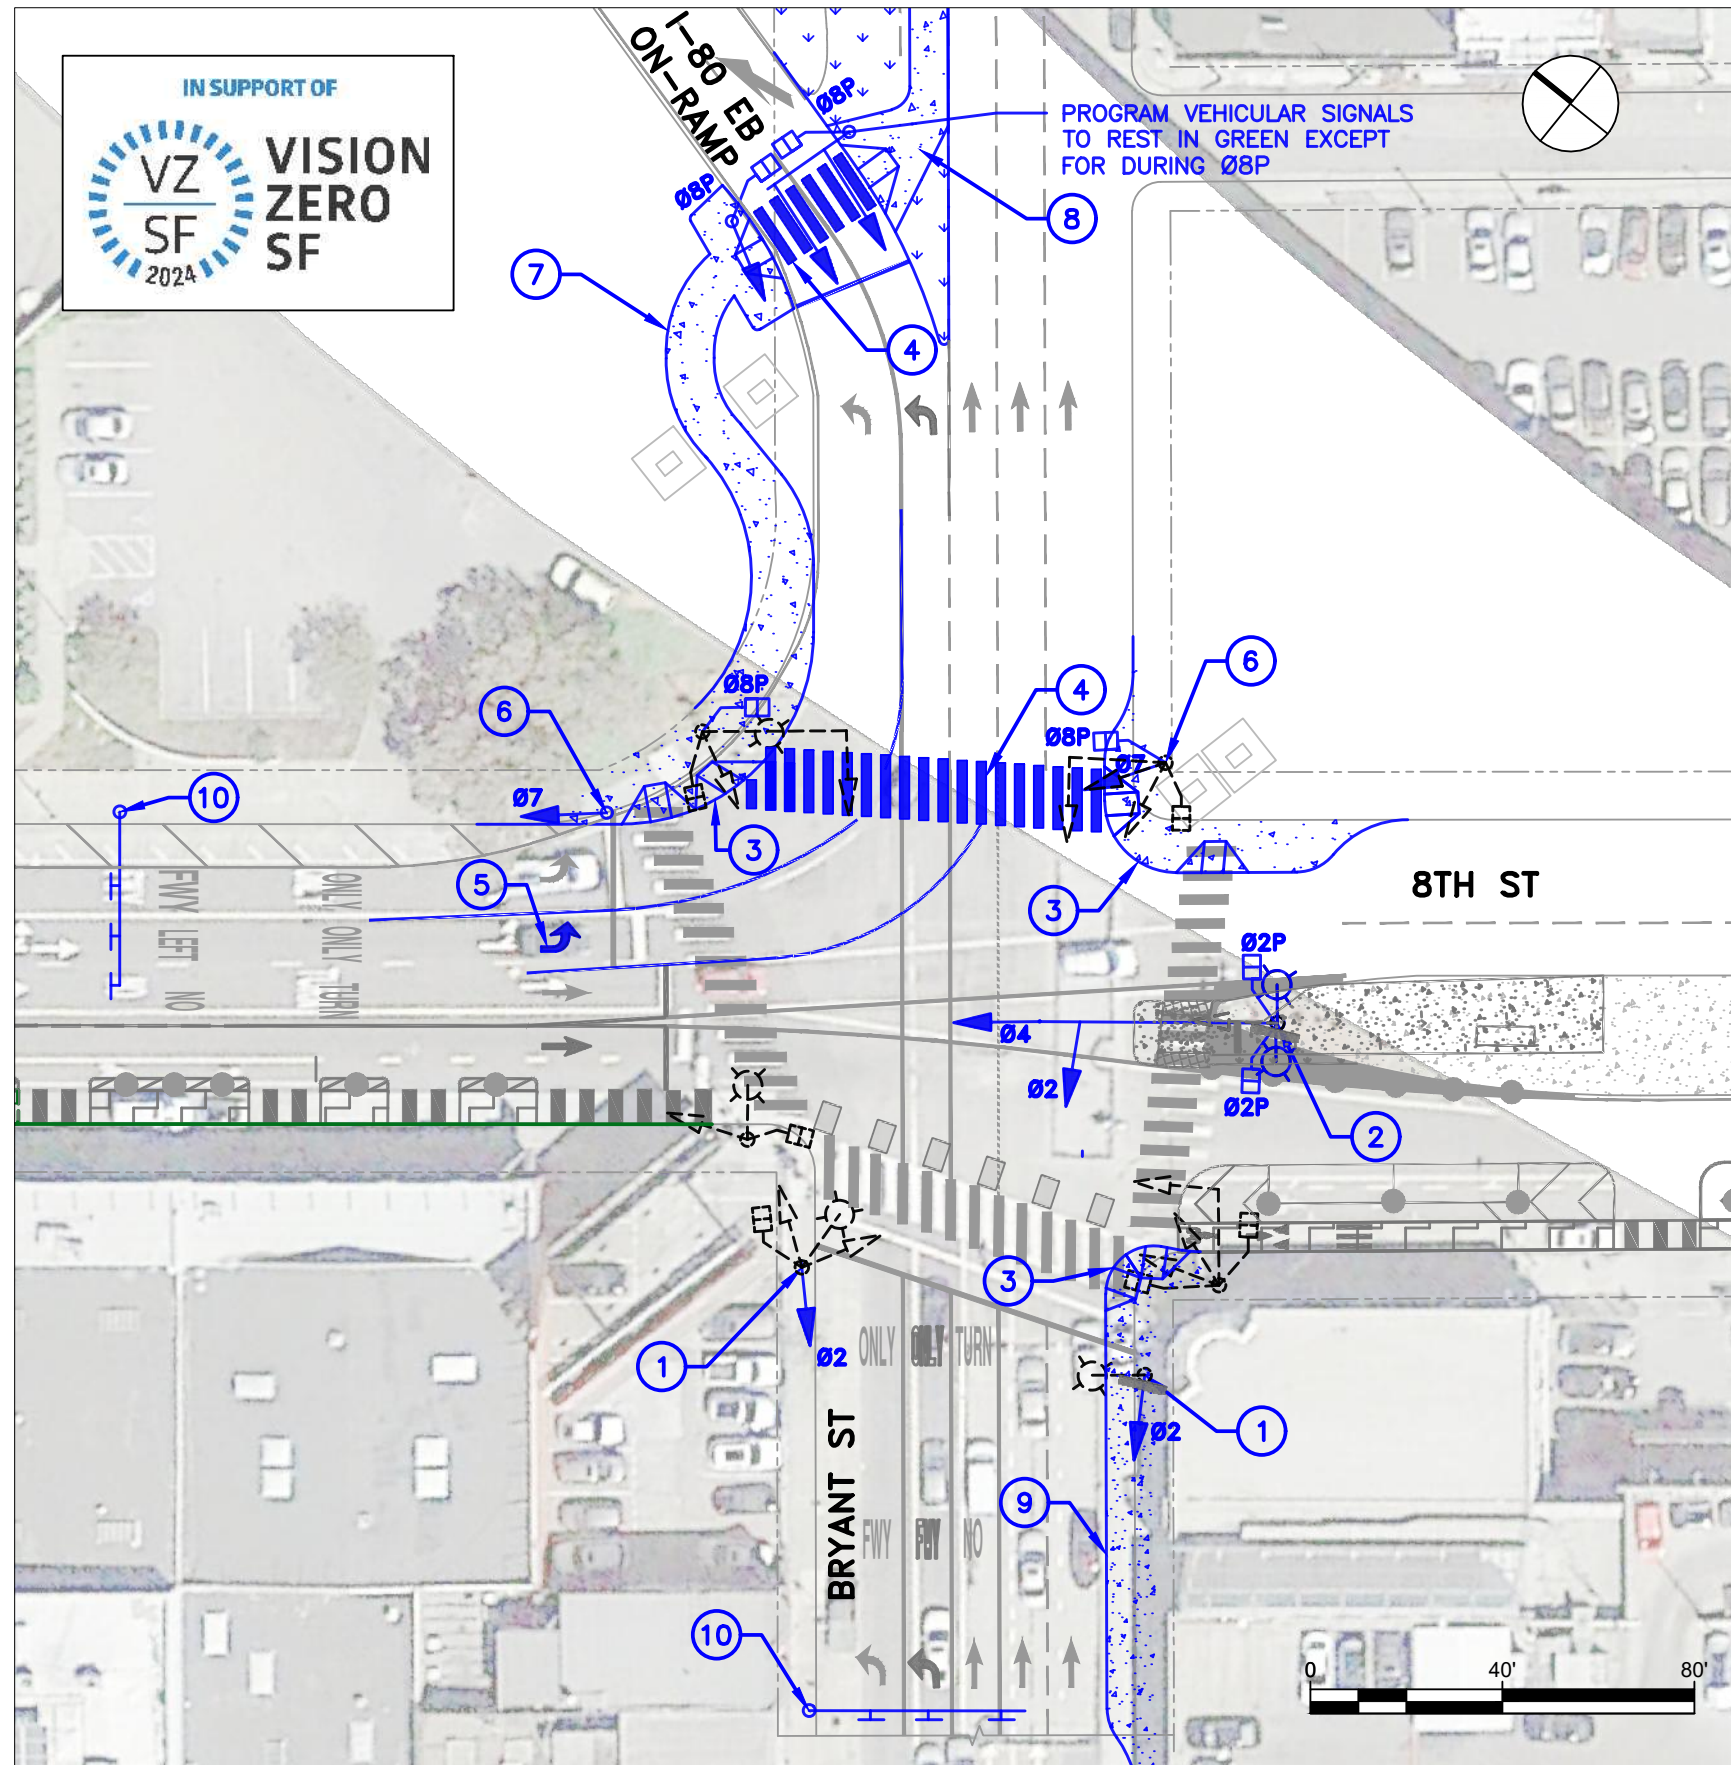 IN SUPPORT OF
VZ
SF
2024
VISION
ZERO
SF
I-80 EB
ON-RAMP
Ø8P
Ø8P
PROGRAM VEHICULAR SIGNALS
TO REST IN GREEN EXCEPT
FOR DURING Ø8P
8
7
4
6
4
6
Ø8P
Ø8P
Ø7
Ø7
10
3
5
3
8TH ST
FWY
LEFT
NO
ONLY
ONLY
TURN
Ø2P
Ø4
Ø2
Ø2P
2
3
1
Ø2
ONLY
ONLY
TURN
1
Ø2
BRYANT ST
9
FWY
FWY
NO
10
0
40'
80'